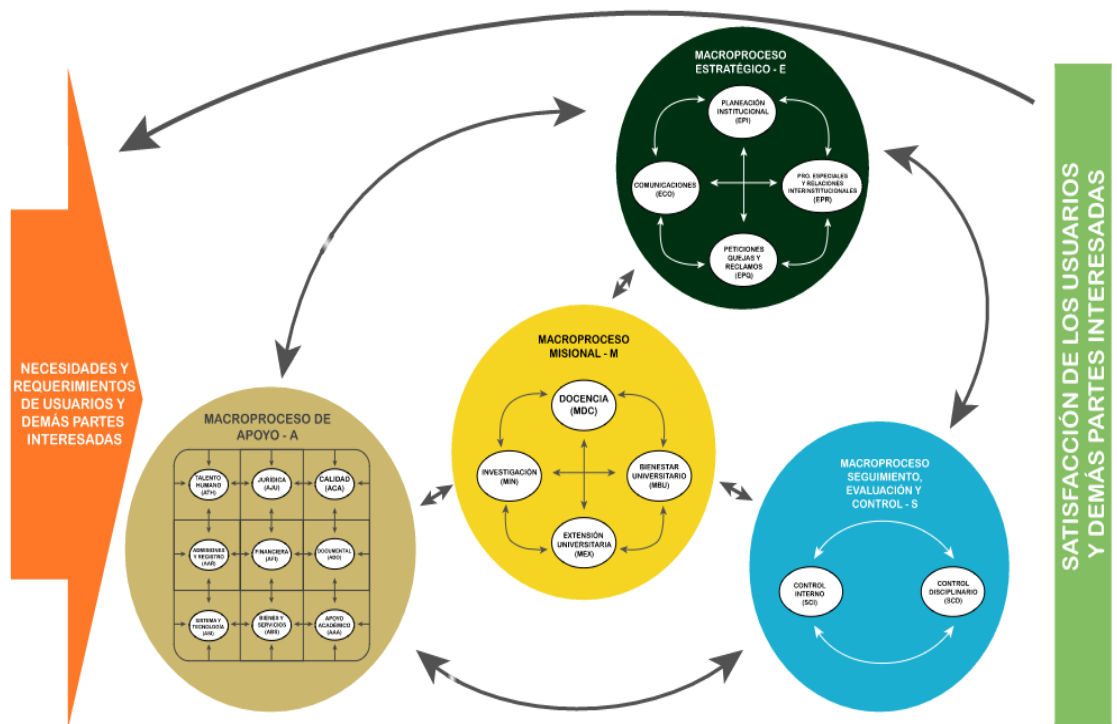 MACROPROCESO
ESTRATÉGICO - E
PLANEACIÓN
INSTITUCIONAL
(EPI)
COMUNICACIONES
(ECO)
PRO. ESPECIALES
Y RELACIONES
INTERINSTITUCIONALES
(EPR)
PETICIONES
QUEJAS Y
RECLAMOS
(EPQ)
NECESIDADES Y
REQUERIMIENTOS
DE USUARIOS Y
DEMÁS PARTES
INTERESADAS
MACROPROCESO
MISIONAL - M
DOCENCIA
(MDC)
INVESTIGACIÓN
(MIN)
BIENESTAR
UNIVERSITARIO
(MBU)
EXTENSIÓN
UNIVERSITARIA
(MEX)
MACROPROCESO DE
APOYO - A
TALENTO
HUMANO
(ATH)
JURÍDICA
(AJU)
CALIDAD
(ACA)
ADMISIONES
Y REGISTRO
(AAR)
FINANCIERA
(AFI)
DOCUMENTAL
(ADO)
SISTEMA Y
TECNOLOGÍA
(ASI)
BIENES Y
SERVICIOS
(ABS)
APOYO
ACADÉMICO
(AAA)
MACROPROCESO
SEGUIMIENTO,
EVALUACIÓN Y
CONTROL - S
CONTROL
INTERNO
(SCI)
CONTROL
DISCIPLINARIO
(SCD)
SATISFACCIÓN DE LOS USUARIOS
Y DEMÁS PARTES INTERESADAS